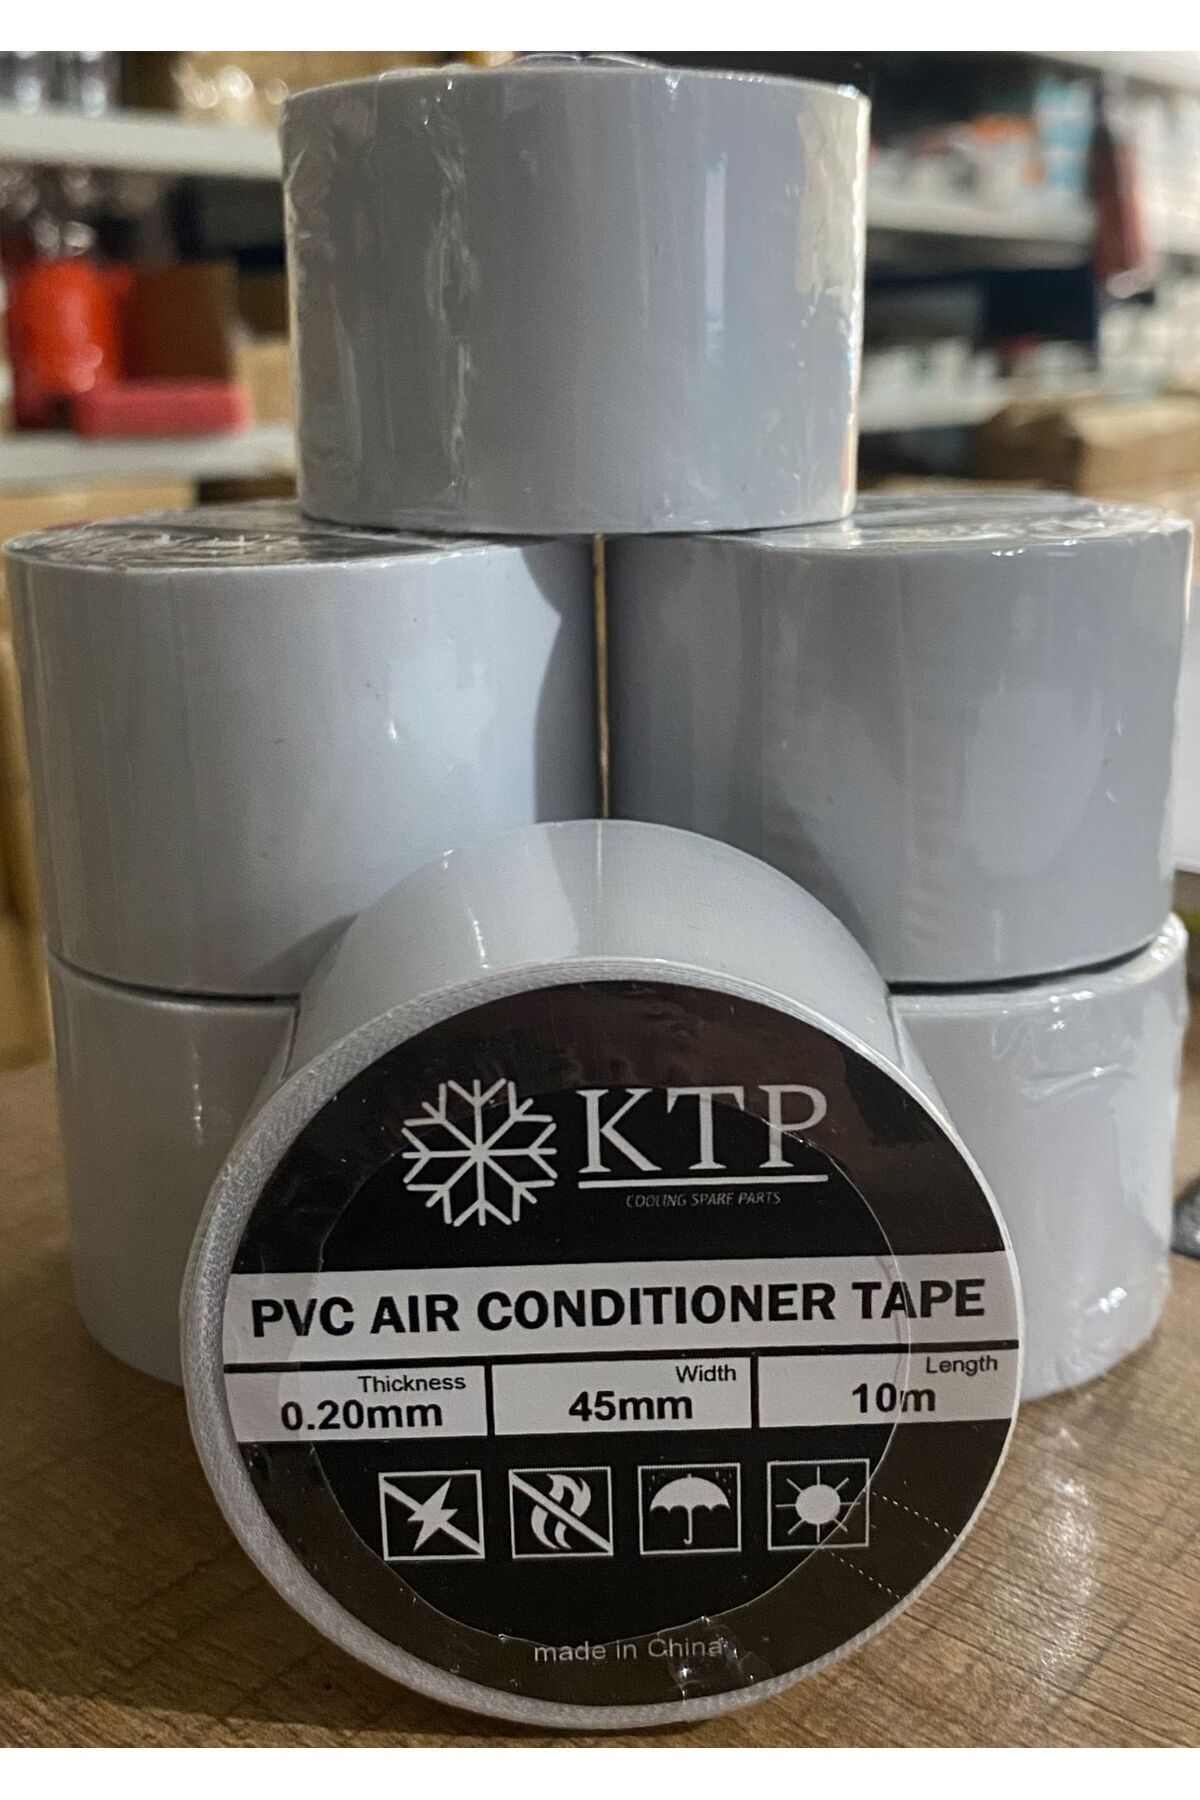 KTP
COOLING SPARE PARTS
PVC AIR CONDITIONER TAPE
Thickness
0.20mm
Width
45mm
Length
10m
made in China